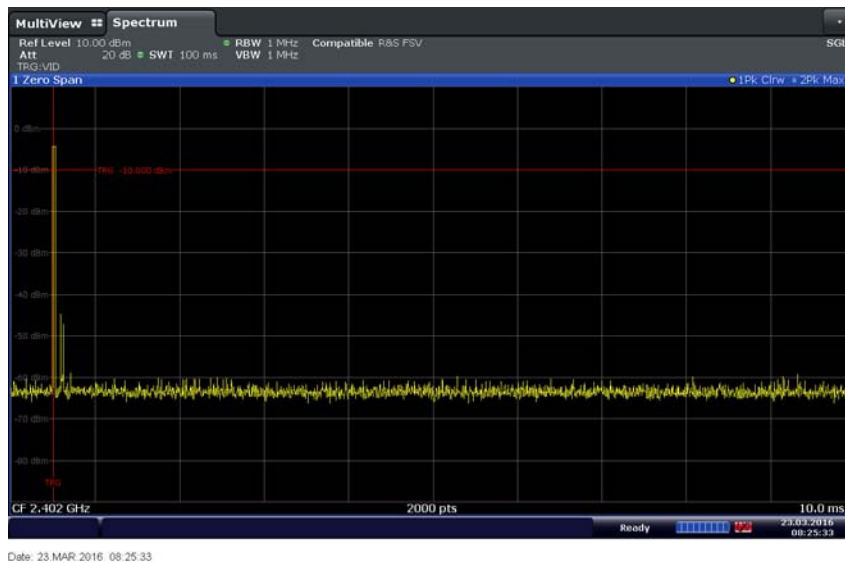 MultiView Spectrum
Ref Level 10.00 dBm RBW 1 MHz Compatible R&S FSV SGL
Att 20 dB SWT 100 ms VBW 1 MHz
TRG:VID
1 Zero Span 1Pk Clrw 2Pk Max
0 dBm
-10 dBm TRG -10.000 dBm
-20 dBm
-30 dBm
-40 dBm
-50 dBm
-60 dBm
-70 dBm
-80 dBm
TRG
CF 2.402 GHz 2000 pts 10.0 ms
Ready 23.03.2016
08:25:33
Date: 23.MAR.2016 08:25:33